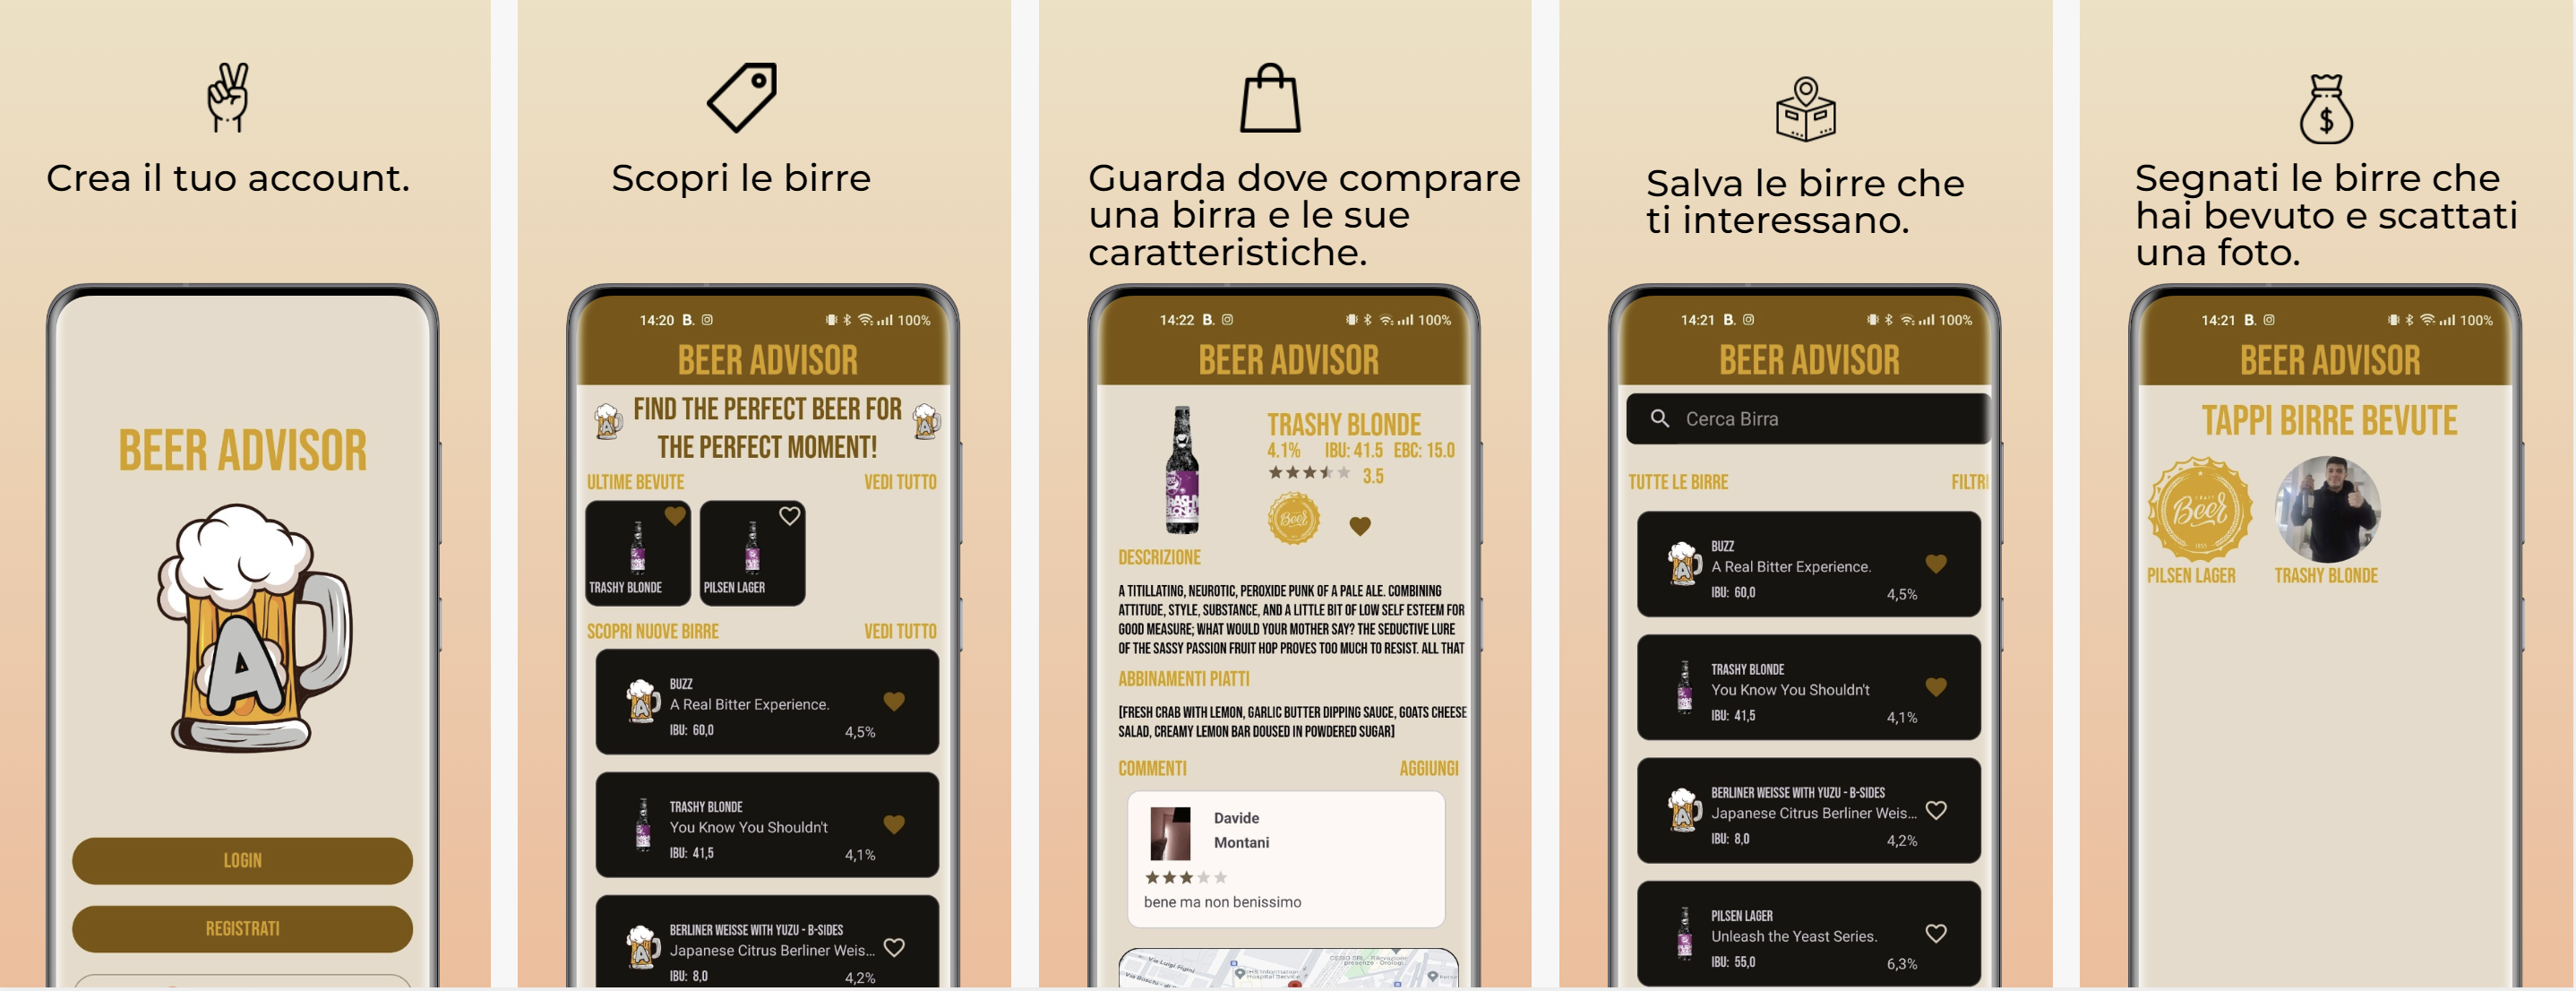 Crea il tuo account.
BEER ADVISOR
A
LOGIN
REGISTRATI
Scopri le birre
14:20 B. 100%
BEER ADVISOR
FIND THE PERFECT BEER FOR
THE PERFECT MOMENT!
ULTIME BEVUTE VEDI TUTTO
TRASHY BLONDE PILSEN LAGER
SCOPRI NUOVE BIRRE VEDI TUTTO
BUZZ
A Real Bitter Experience.
IBU: 60,0 4,5%
TRASHY BLONDE
You Know You Shouldn't
IBU: 41,5 4,1%
BERLINER WEISSE WITH YUZU - B-SIDES
Japanese Citrus Berliner Weis...
IBU: 8,0 4,2%
Guarda dove comprare
una birra e le sue
caratteristiche.
14:22 B. 100%
BEER ADVISOR
TRASHY BLONDE
4.1% IBU: 41.5 EBC: 15.0
3.5
Beer
DESCRIZIONE
A TITILLATING, NEUROTIC, PEROXIDE PUNK OF A PALE ALE. COMBINING
ATTITUDE, STYLE, SUBSTANCE, AND A LITTLE BIT OF LOW SELF ESTEEM FOR
GOOD MEASURE; WHAT WOULD YOUR MOTHER SAY? THE SEDUCTIVE LURE
OF THE SASSY PASSION FRUIT HOP PROVES TOO MUCH TO RESIST. ALL THAT
ABBINAMENTI PIATTI
[FRESH CRAB WITH LEMON, GARLIC BUTTER DIPPING SAUCE, GOATS CHEESE
SALAD, CREAMY LEMON BAR DOUSED IN POWDERED SUGAR]
COMMENTI AGGIUNGI
Davide
Montani
bene ma non benissimo
Via Luigi Figini
Salva le birre che
ti interessano.
14:21 B. 100%
BEER ADVISOR
Cerca Birra
TUTTE LE BIRRE FILTRI
BUZZ
A Real Bitter Experience.
IBU: 60,0 4,5%
TRASHY BLONDE
You Know You Shouldn't
IBU: 41,5 4,1%
BERLINER WEISSE WITH YUZU - B-SIDES
Japanese Citrus Berliner Weis...
IBU: 8,0 4,2%
PILSEN LAGER
Unleash the Yeast Series.
IBU: 55,0 6,3%
Segnati le birre che
hai bevuto e scattati
una foto.
14:21 B. 100%
BEER ADVISOR
TAPPI BIRRE BEVUTE
Beer
PILSEN LAGER TRASHY BLONDE